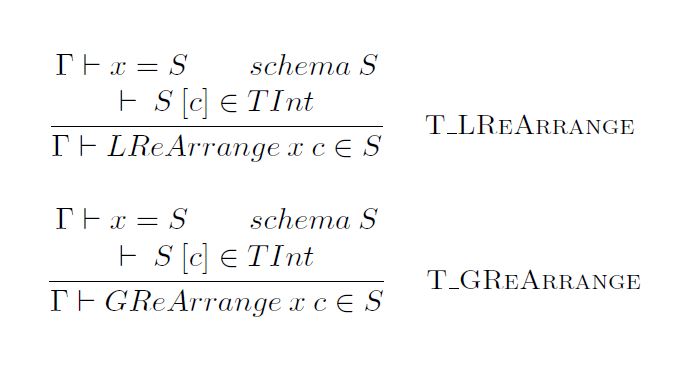 Γ ⊢ x = S schema S
⊢ S [c] ∈ TInt
Γ ⊢ LReArrange x c ∈ S
T_LREARRANGE
Γ ⊢ x = S schema S
⊢ S [c] ∈ TInt
Γ ⊢ GReArrange x c ∈ S
T_GREARRANGE